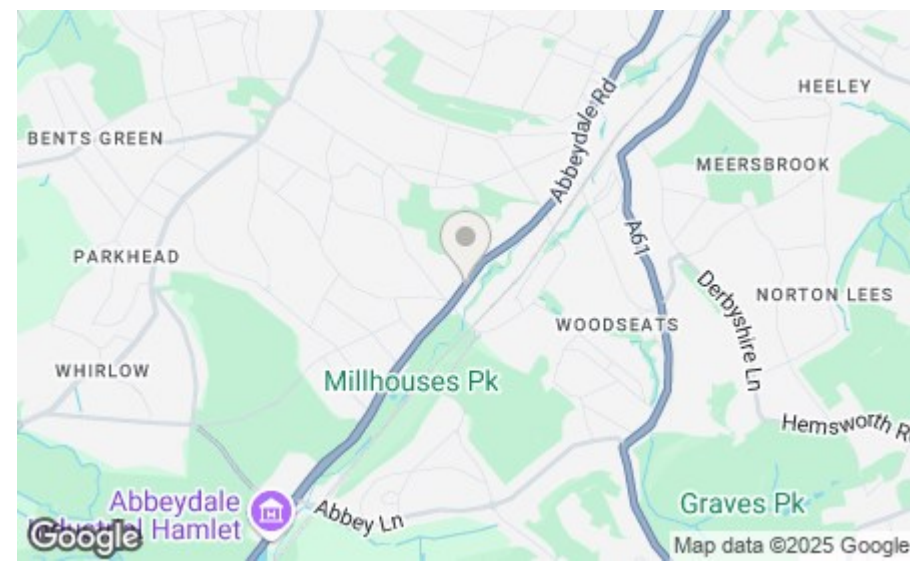 HEELEY
Abbeydale Rd
BENTS GREEN
MEERSBROOK
A61
PARKHEAD
Derbyshire Ln
NORTON LEES
WOODSEATS
WHIRLOW
Millhouses Pk
Hemsworth R
Abbeydale
Industrial Hamlet
Abbey Ln
Graves Pk
Google
Map data ©2025 Google